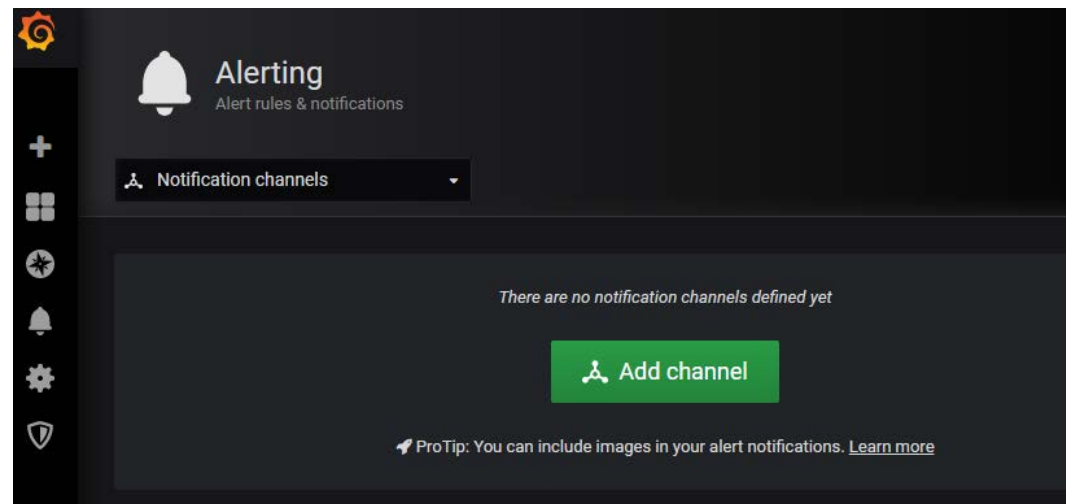 Alerting
Alert rules & notifications
Notification channels
There are no notification channels defined yet
Add channel
ProTip: You can include images in your alert notifications. Learn more